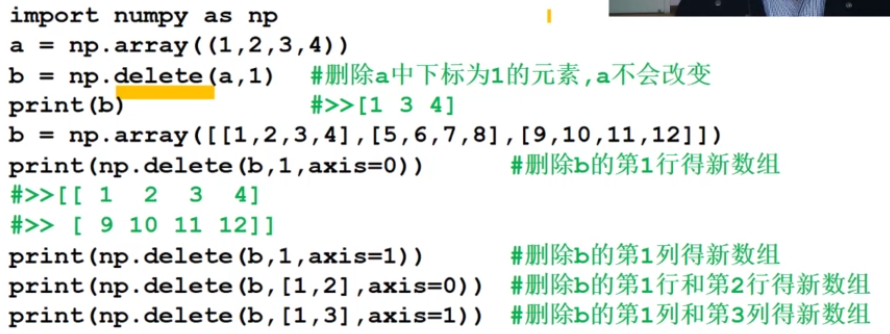 import numpy as np
a = np.array((1,2,3,4))
b = np.delete(a,1)  #删除a中下标为1的元素,a不会改变
print(b)            #>>[1 3 4]
b = np.array([[1,2,3,4],[5,6,7,8],[9,10,11,12]])
print(np.delete(b,1,axis=0))      #删除b的第1行得新数组
#>>[[ 1  2  3  4]
#>> [ 9 10 11 12]]
print(np.delete(b,1,axis=1))      #删除b的第1列得新数组
print(np.delete(b,[1,2],axis=0))  #删除b的第1行和第2行得新数组
print(np.delete(b,[1,3],axis=1))  #删除b的第1列和第3列得新数组